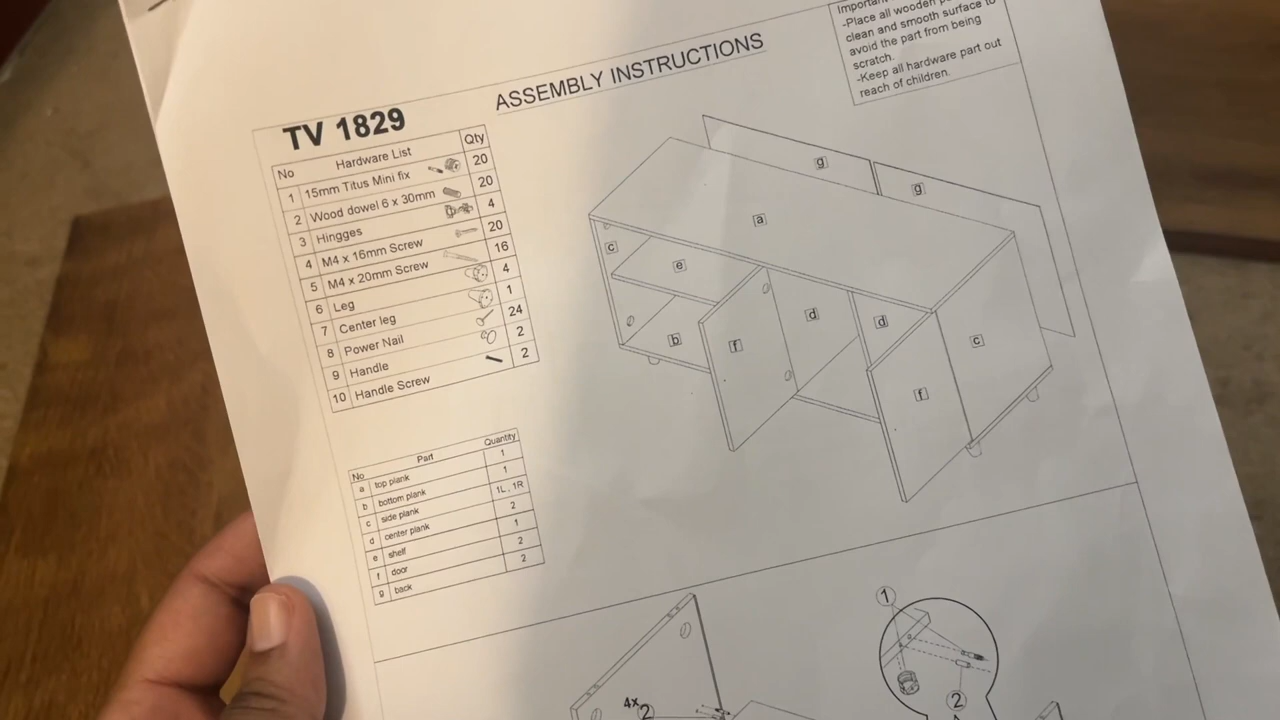 Important
-Place all wooden p
clean and smooth surface to
avoid the part from being
scratch.
-Keep all hardware part out
reach of children.
ASSEMBLY INSTRUCTIONS
TV 1829
No Hardware List Qty
1 15mm Titus Mini fix 20
2 Wood dowel 6 x 30mm 20
3 Hingges 4
4 M4 x 16mm Screw 20
5 M4 x 20mm Screw 16
6 Leg 4
7 Center leg 1
8 Power Nail 24
9 Handle 2
10 Handle Screw 2
g
g
a
c
e
d
d
b
f
c
f
No Part Quantity
a top plank 1
b bottom plank 1
c side plank 1L , 1R
d center plank 2
e shelf 1
f door 2
g back 2
1
2
4x 2